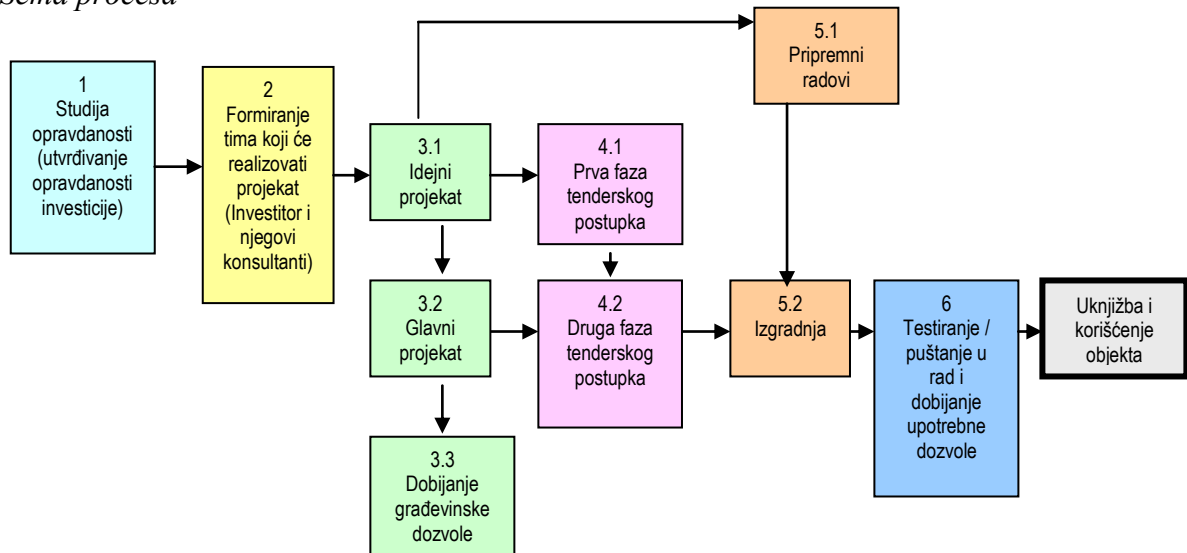 Šema procesa
1
Studija
opravdanosti
(utvrđivanje
opravdanosti
investicije)
2
Formiranje
tima koji će
realizovati
projekat
(Investitor i
njegovi
konsultanti)
3.1
Idejni
projekat
4.1
Prva faza
tenderskog
postupka
5.1
Pripremni
radovi
3.2
Glavni
projekat
4.2
Druga faza
tenderskog
postupka
5.2
Izgradnja
6
Testiranje /
puštanje u
rad i
dobijanje
upotrebne
dozvole
Uknjižba i
korišćenje
objekta
3.3
Dobijanje
građevinske
dozvole